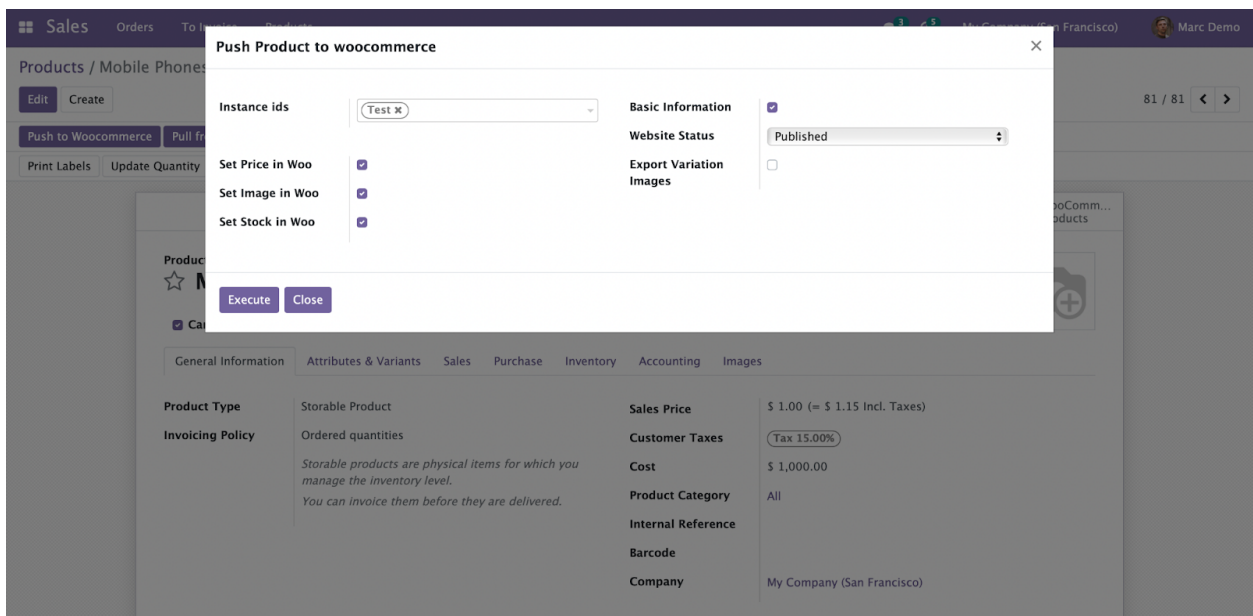 Sales Orders To Invoice Products 3 5 My Company (San Francisco) Marc Demo
Products / Mobile Phones
Edit Create
81 / 81
Push to Woocommerce Pull
Print Labels Update Quantity
Push Product to woocommerce
Instance ids Test ×
Basic Information
Website Status Published
Set Price in Woo
Export Variation
Images
Set Image in Woo
Set Stock in Woo
Execute Close
General Information Attributes & Variants Sales Purchase Inventory Accounting Images
Product Type Storable Product
Sales Price $ 1.00 (= $ 1.15 Incl. Taxes)
Invoicing Policy Ordered quantities
Customer Taxes Tax 15.00%
Storable products are physical items for which you
manage the inventory level.
Cost $ 1,000.00
You can invoice them before they are delivered.
Product Category All
Internal Reference
Barcode
Company My Company (San Francisco)